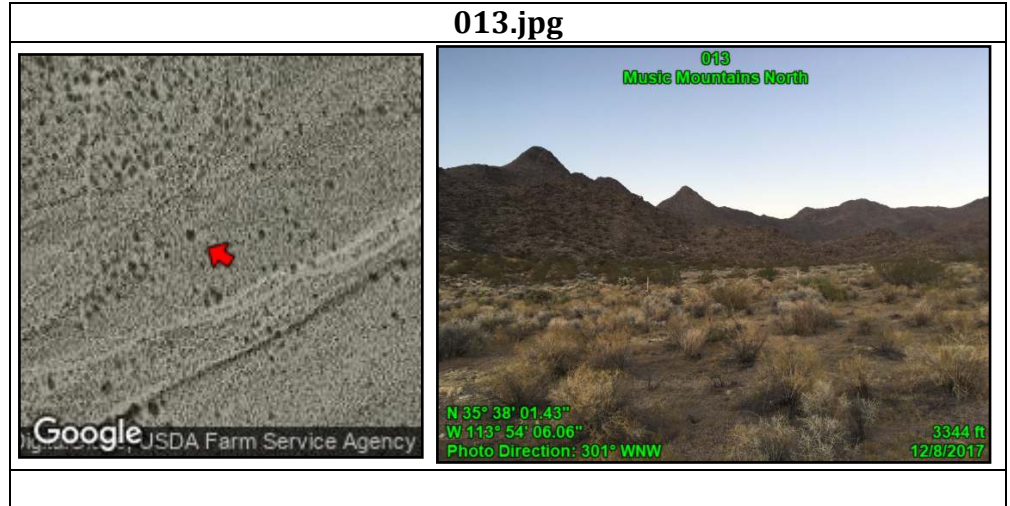 013.jpg
013
Music Mountains North
Google
USDA Farm Service Agency
N 35° 38' 01.43"
W 113° 54' 06.06"
Photo Direction: 301° WNW
3344 ft
12/8/2017